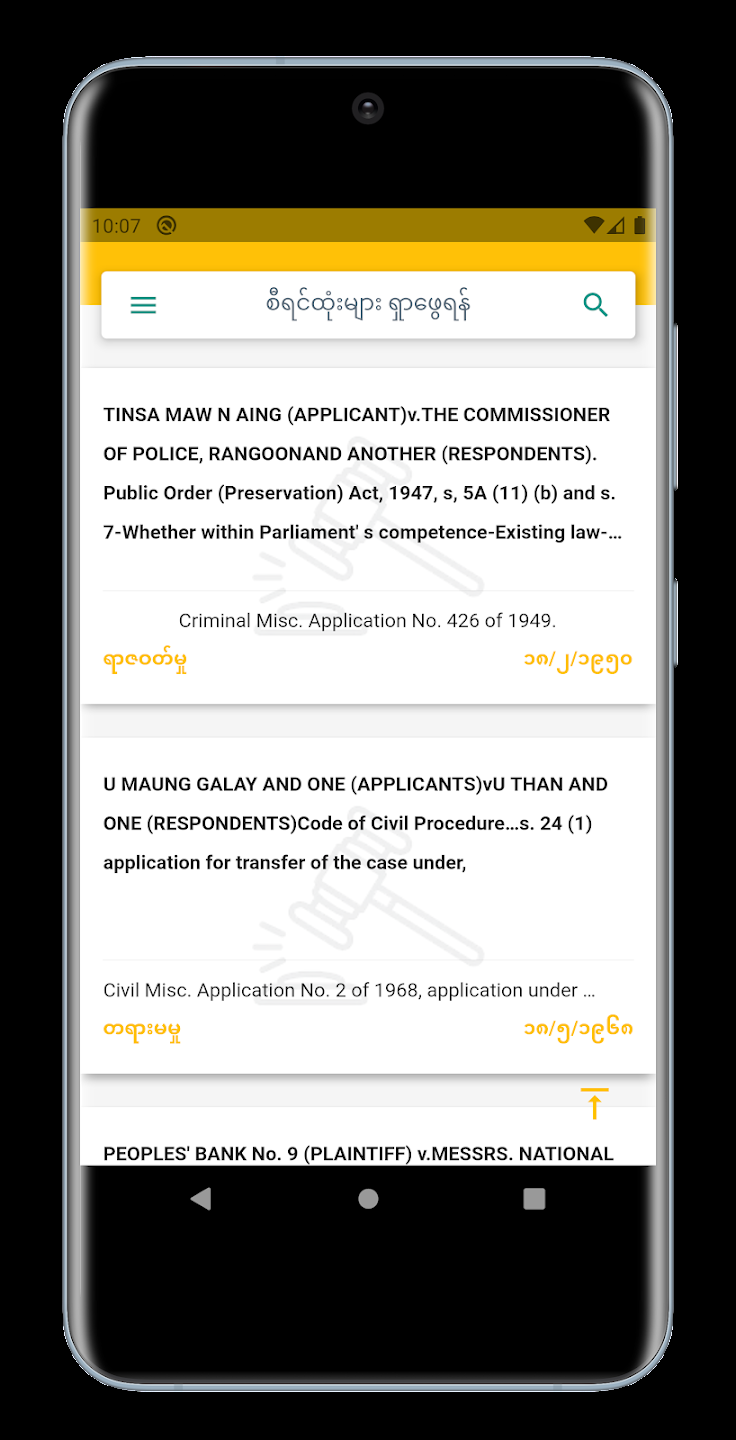 10:07
စီရင်ထုံးများ ရှာဖွေရန်
TINSA MAW N AING (APPLICANT)v.THE COMMISSIONER
OF POLICE, RANGOONAND ANOTHER (RESPONDENTS).
Public Order (Preservation) Act, 1947, s, 5A (11) (b) and s.
7-Whether within Parliament' s competence-Existing law-...
Criminal Misc. Application No. 426 of 1949.
ရာဇဝတ်မှု ၁၈/၂/၁၉၅၀
U MAUNG GALAY AND ONE (APPLICANTS)vU THAN AND
ONE (RESPONDENTS)Code of Civil Procedure...s. 24 (1)
application for transfer of the case under,
Civil Misc. Application No. 2 of 1968, application under ...
တရားမမှု ၁၈/၅/၁၉၆၈
PEOPLES' BANK No. 9 (PLAINTIFF) v.MESSRS. NATIONAL